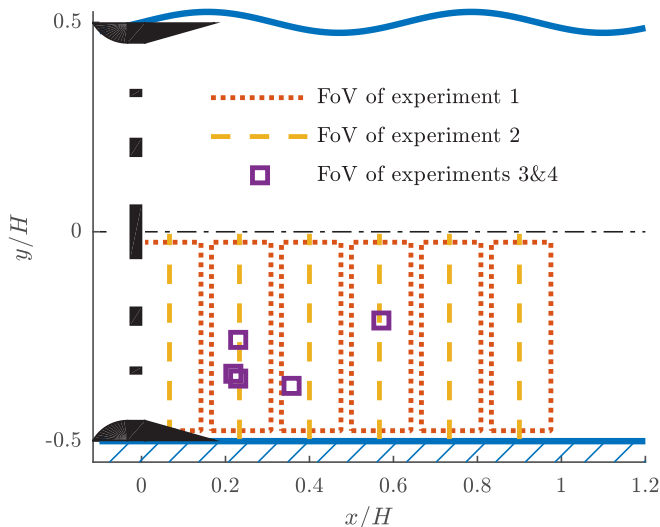 0.5
FoV of experiment 1
FoV of experiment 2
FoV of experiments 3&4
0
y/H
-0.5
0 0.2 0.4 0.6 0.8 1 1.2
x/H